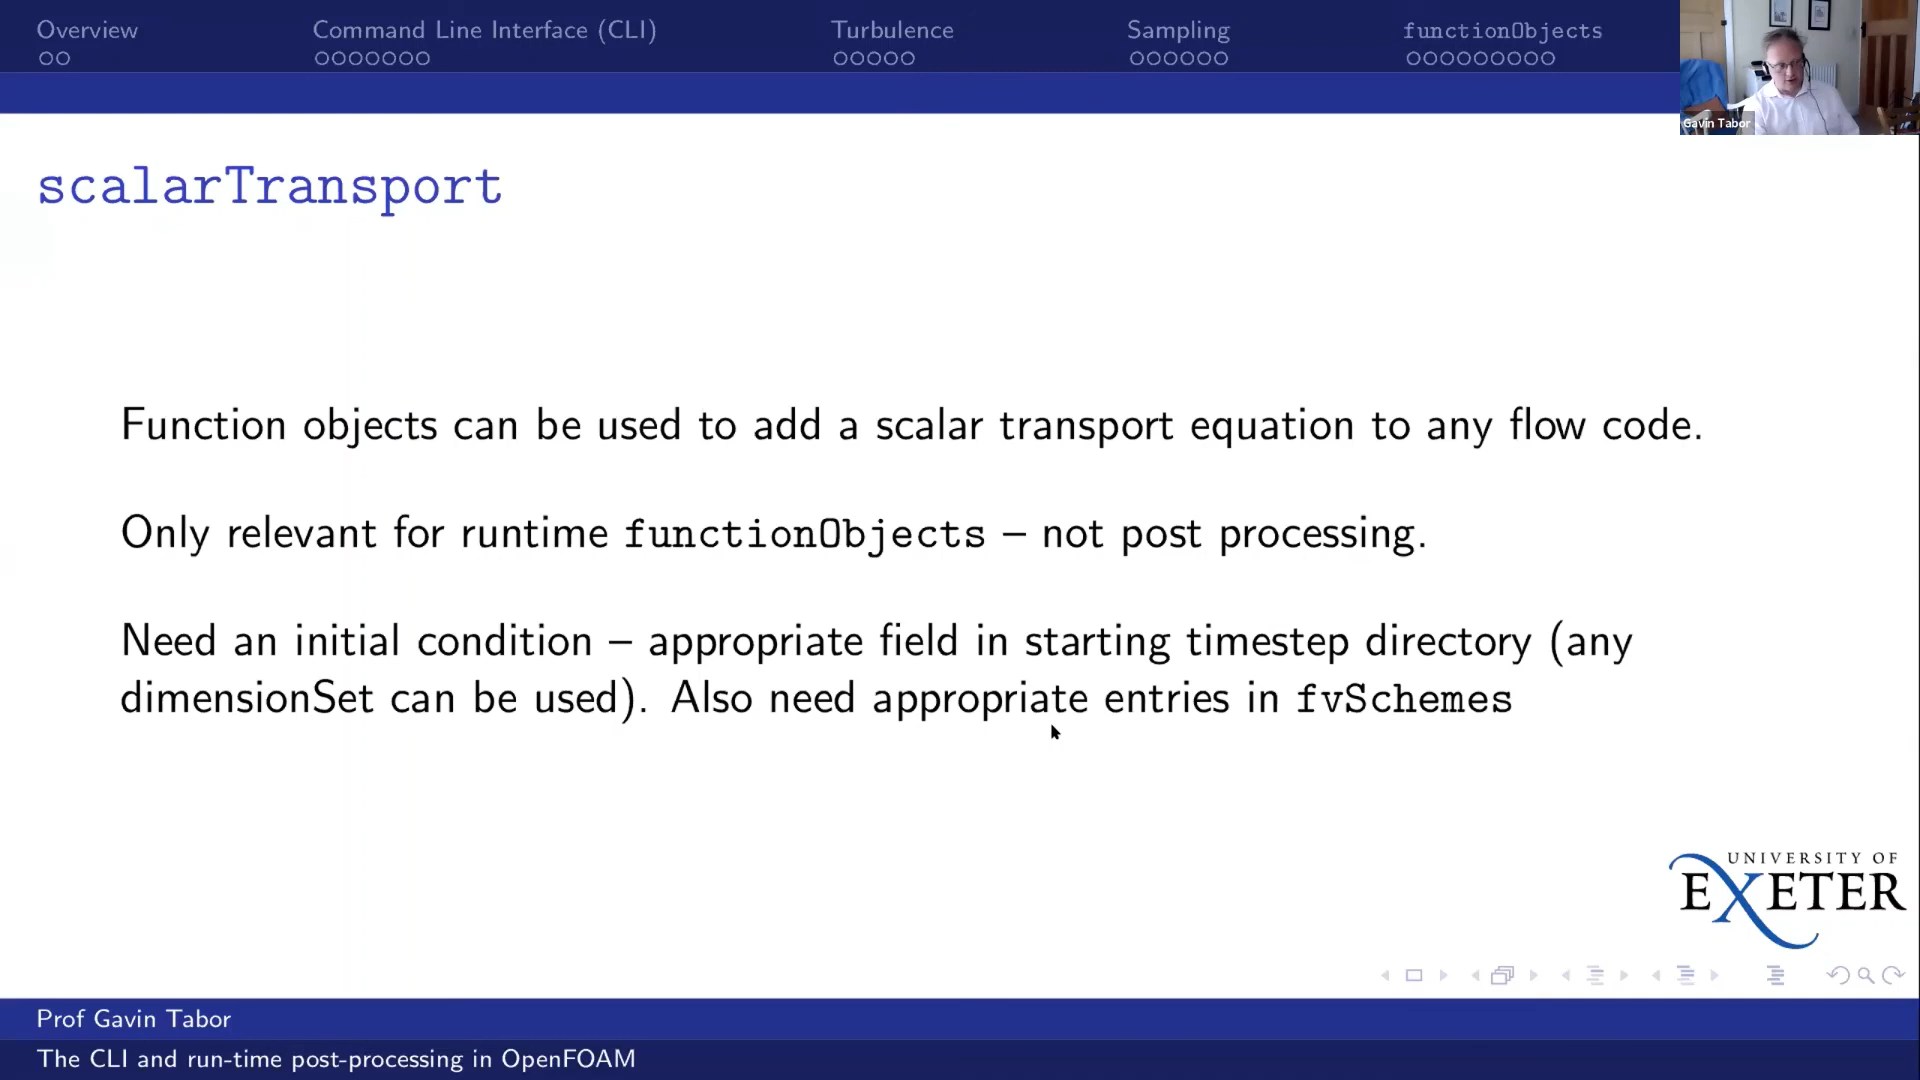 Overview
Command Line Interface (CLI)
Turbulence
Sampling
functionObjects
Gavin Tabor
scalarTransport
Function objects can be used to add a scalar transport equation to any flow code.
Only relevant for runtime functionObjects – not post processing.
Need an initial condition – appropriate field in starting timestep directory (any
dimensionSet can be used). Also need appropriate entries in fvSchemes
UNIVERSITY OF
EXETER
Prof Gavin Tabor
The CLI and run-time post-processing in OpenFOAM